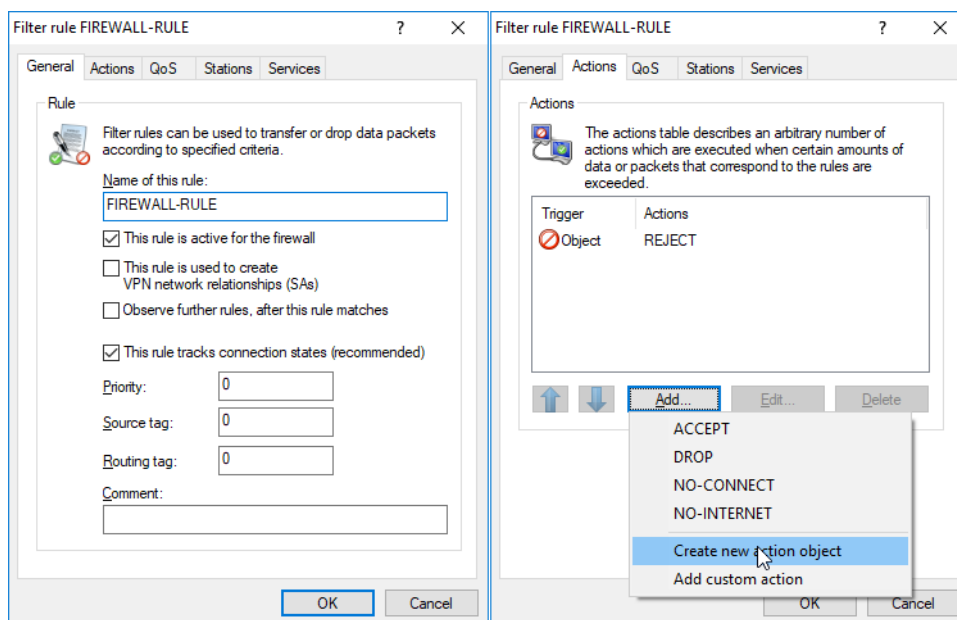 Filter rule FIREWALL-RULE
?
General
Actions
QoS
Stations
Services
Rule
Filter rules can be used to transfer or drop data packets
according to specified criteria.
Name of this rule:
FIREWALL-RULE
This rule is active for the firewall
This rule is used to create
VPN network relationships (SAs)
Observe further rules, after this rule matches
This rule tracks connection states (recommended)
Priority:
0
Source tag:
0
Routing tag:
0
Comment:
OK
Cancel
Filter rule FIREWALL-RULE
?
General
Actions
QoS
Stations
Services
Actions
The actions table describes an arbitrary number of
actions which are executed when certain amounts of
data or packets that correspond to the rules are
exceeded.
Trigger
Actions
Object
REJECT
Add...
Edit...
Delete
ACCEPT
DROP
NO-CONNECT
NO-INTERNET
Create new action object
Add custom action
OK
Cancel